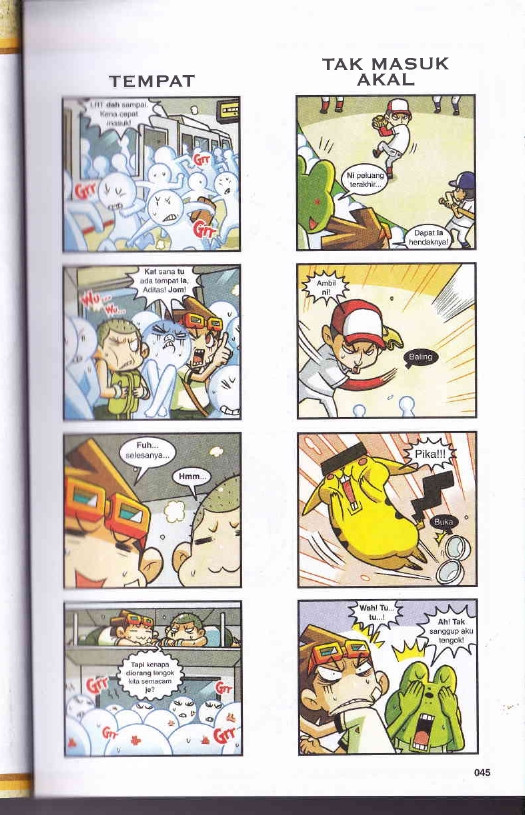 TEMPAT
LRT dah sampai.
Kena cepat
masuk!
Grr
Grr
Grr
Kat sana tu
ada tempat la,
Aditas! Jom!
Wu...
Wu...
Fuh...
selesanya...
Hmm...
Tapi kenapa
diorang tengok
kita semacam
je?
Grr
Grr
Grr
Grr
TAK MASUK
AKAL
Ni peluang
terakhir...
Dapat la
hendaknya!
Ambil
ni!
Baling
Pika!!!
Buka
Wah! Tu...
tu...!
Ah! Tak
sanggup aku
tengok!
045